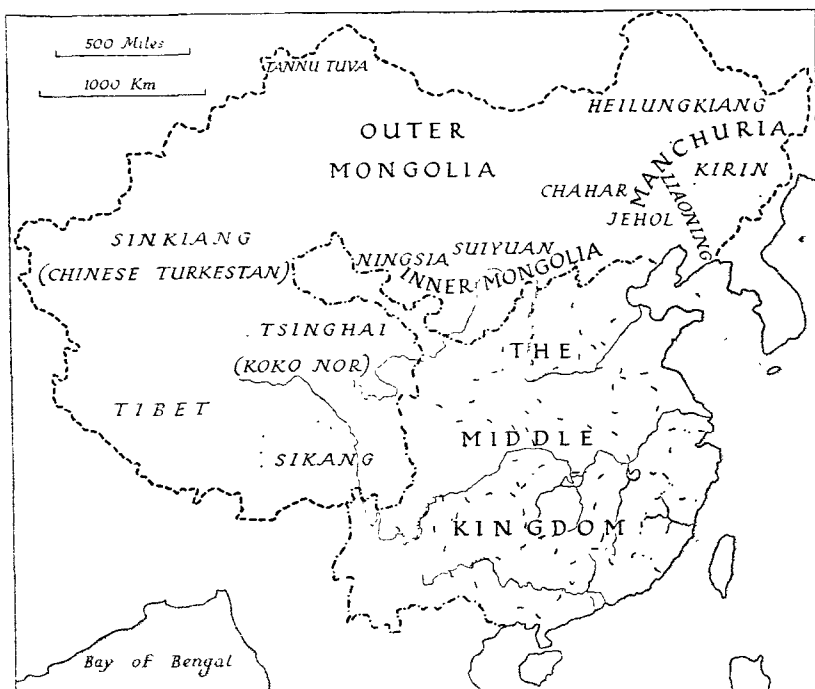 500 Miles
1000 Km
TANNU TUVA
HEILUNGKIANG
OUTER
MONGOLIA
MANCHURIA
KIRIN
LIAONING
CHAHAR
JEHOL
SINKIANG
(CHINESE TURKESTAN)
NINGSIA
SUIYUAN
INNER MONGOLIA
TSINGHAI
(KOKO NOR)
THE
TIBET
MIDDLE
SIKANG
KINGDOM
Bay of Bengal